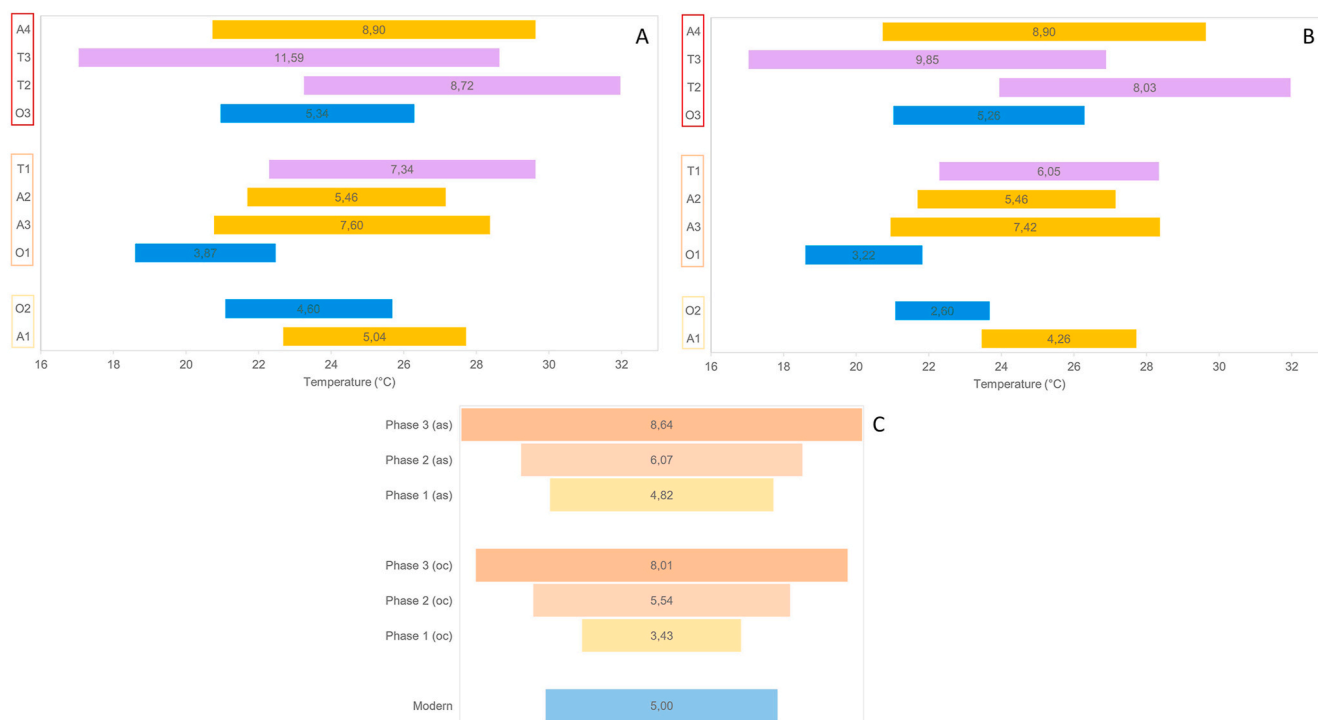 A
A4 8,90
T3 11,59
T2 8,72
O3 5,34
T1 7,34
A2 5,46
A3 7,60
O1 3,87
O2 4,60
A1 5,04
16 18 20 22 24 26 28 30 32
Temperature (°C)
B
A4 8,90
T3 9,85
T2 8,03
O3 5,26
T1 6,05
A2 5,46
A3 7,42
O1 3,22
O2 2,60
A1 4,26
16 18 20 22 24 26 28 30 32
Temperature (°C)
C
Phase 3 (as) 8,64
Phase 2 (as) 6,07
Phase 1 (as) 4,82
Phase 3 (oc) 8,01
Phase 2 (oc) 5,54
Phase 1 (oc) 3,43
Modern 5,00